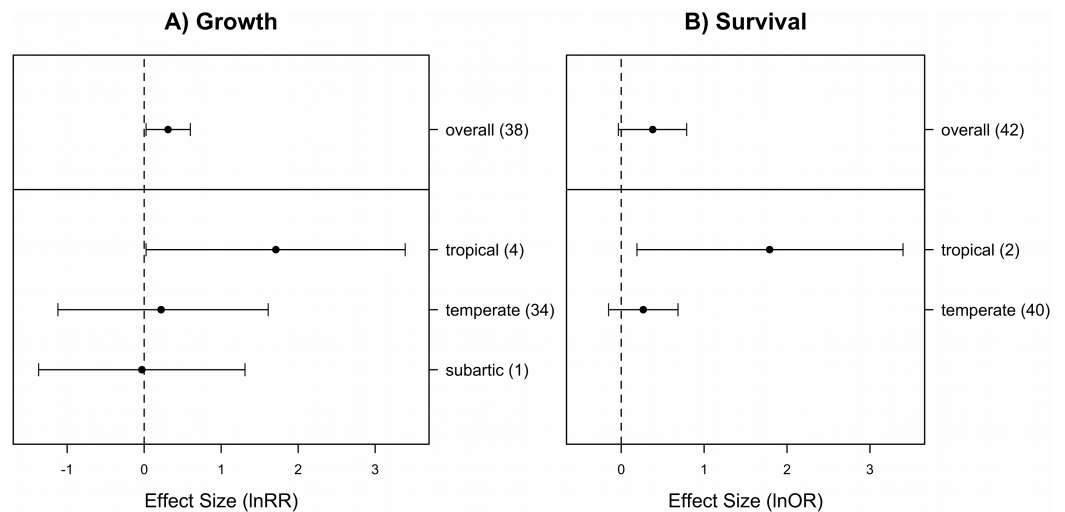 A) Growth
overall (38)
tropical (4)
temperate (34)
subartic (1)
-1 0 1 2 3
Effect Size (lnRR)
B) Survival
overall (42)
tropical (2)
temperate (40)
0 1 2 3
Effect Size (lnOR)